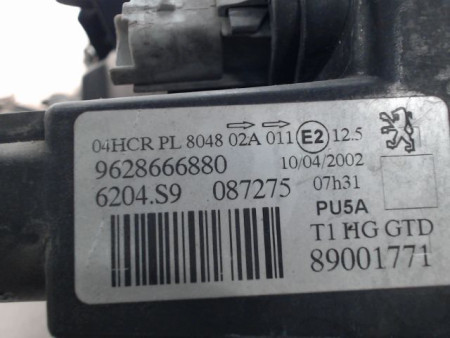 04HCR PL 8048 02A 011 E2 12.5
9628666880 10/04/2002
6204.S9 087275 07h31
PU5A
T1 HG GTD
89001771